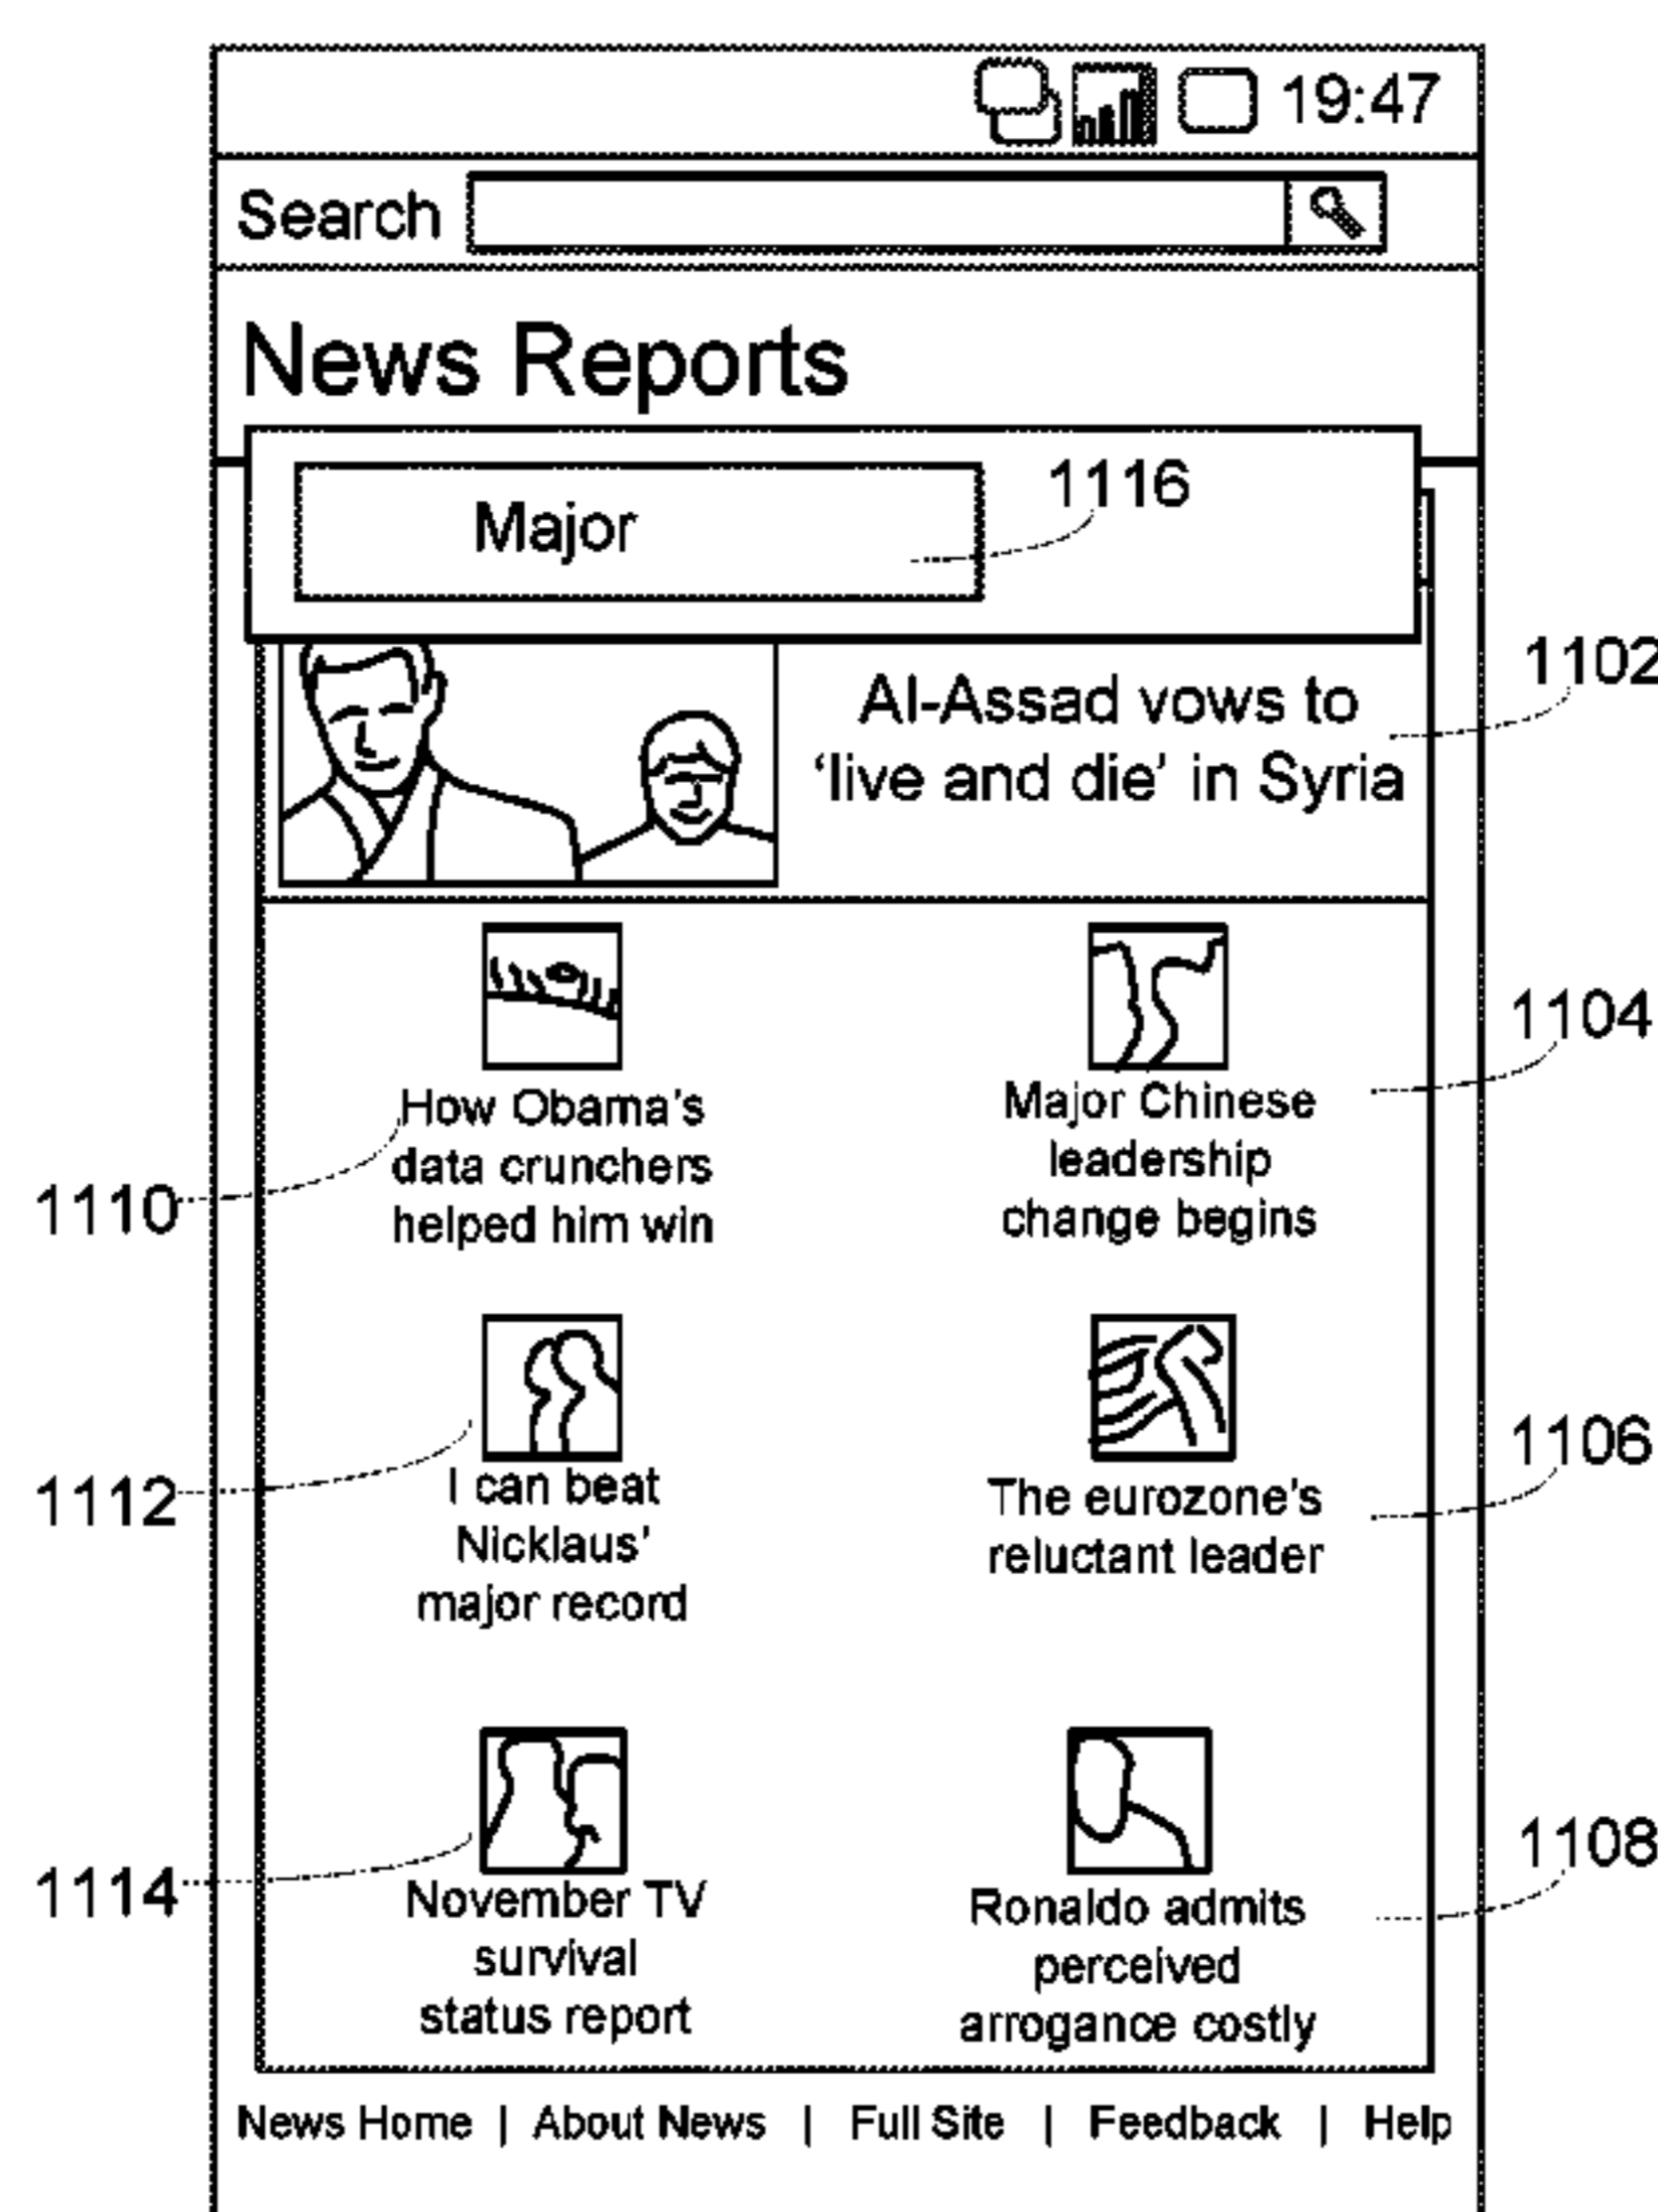 19:47
Search
News Reports
Major
1116
1102
Al-Assad vows to
‘live and die’ in Syria
1110
How Obama’s
data crunchers
helped him win
1104
Major Chinese
leadership
change begins
1112
I can beat
Nicklaus’
major record
1106
The eurozone’s
reluctant leader
1114
November TV
survival
status report
1108
Ronaldo admits
perceived
arrogance costly
News Home | About News | Full Site | Feedback | Help